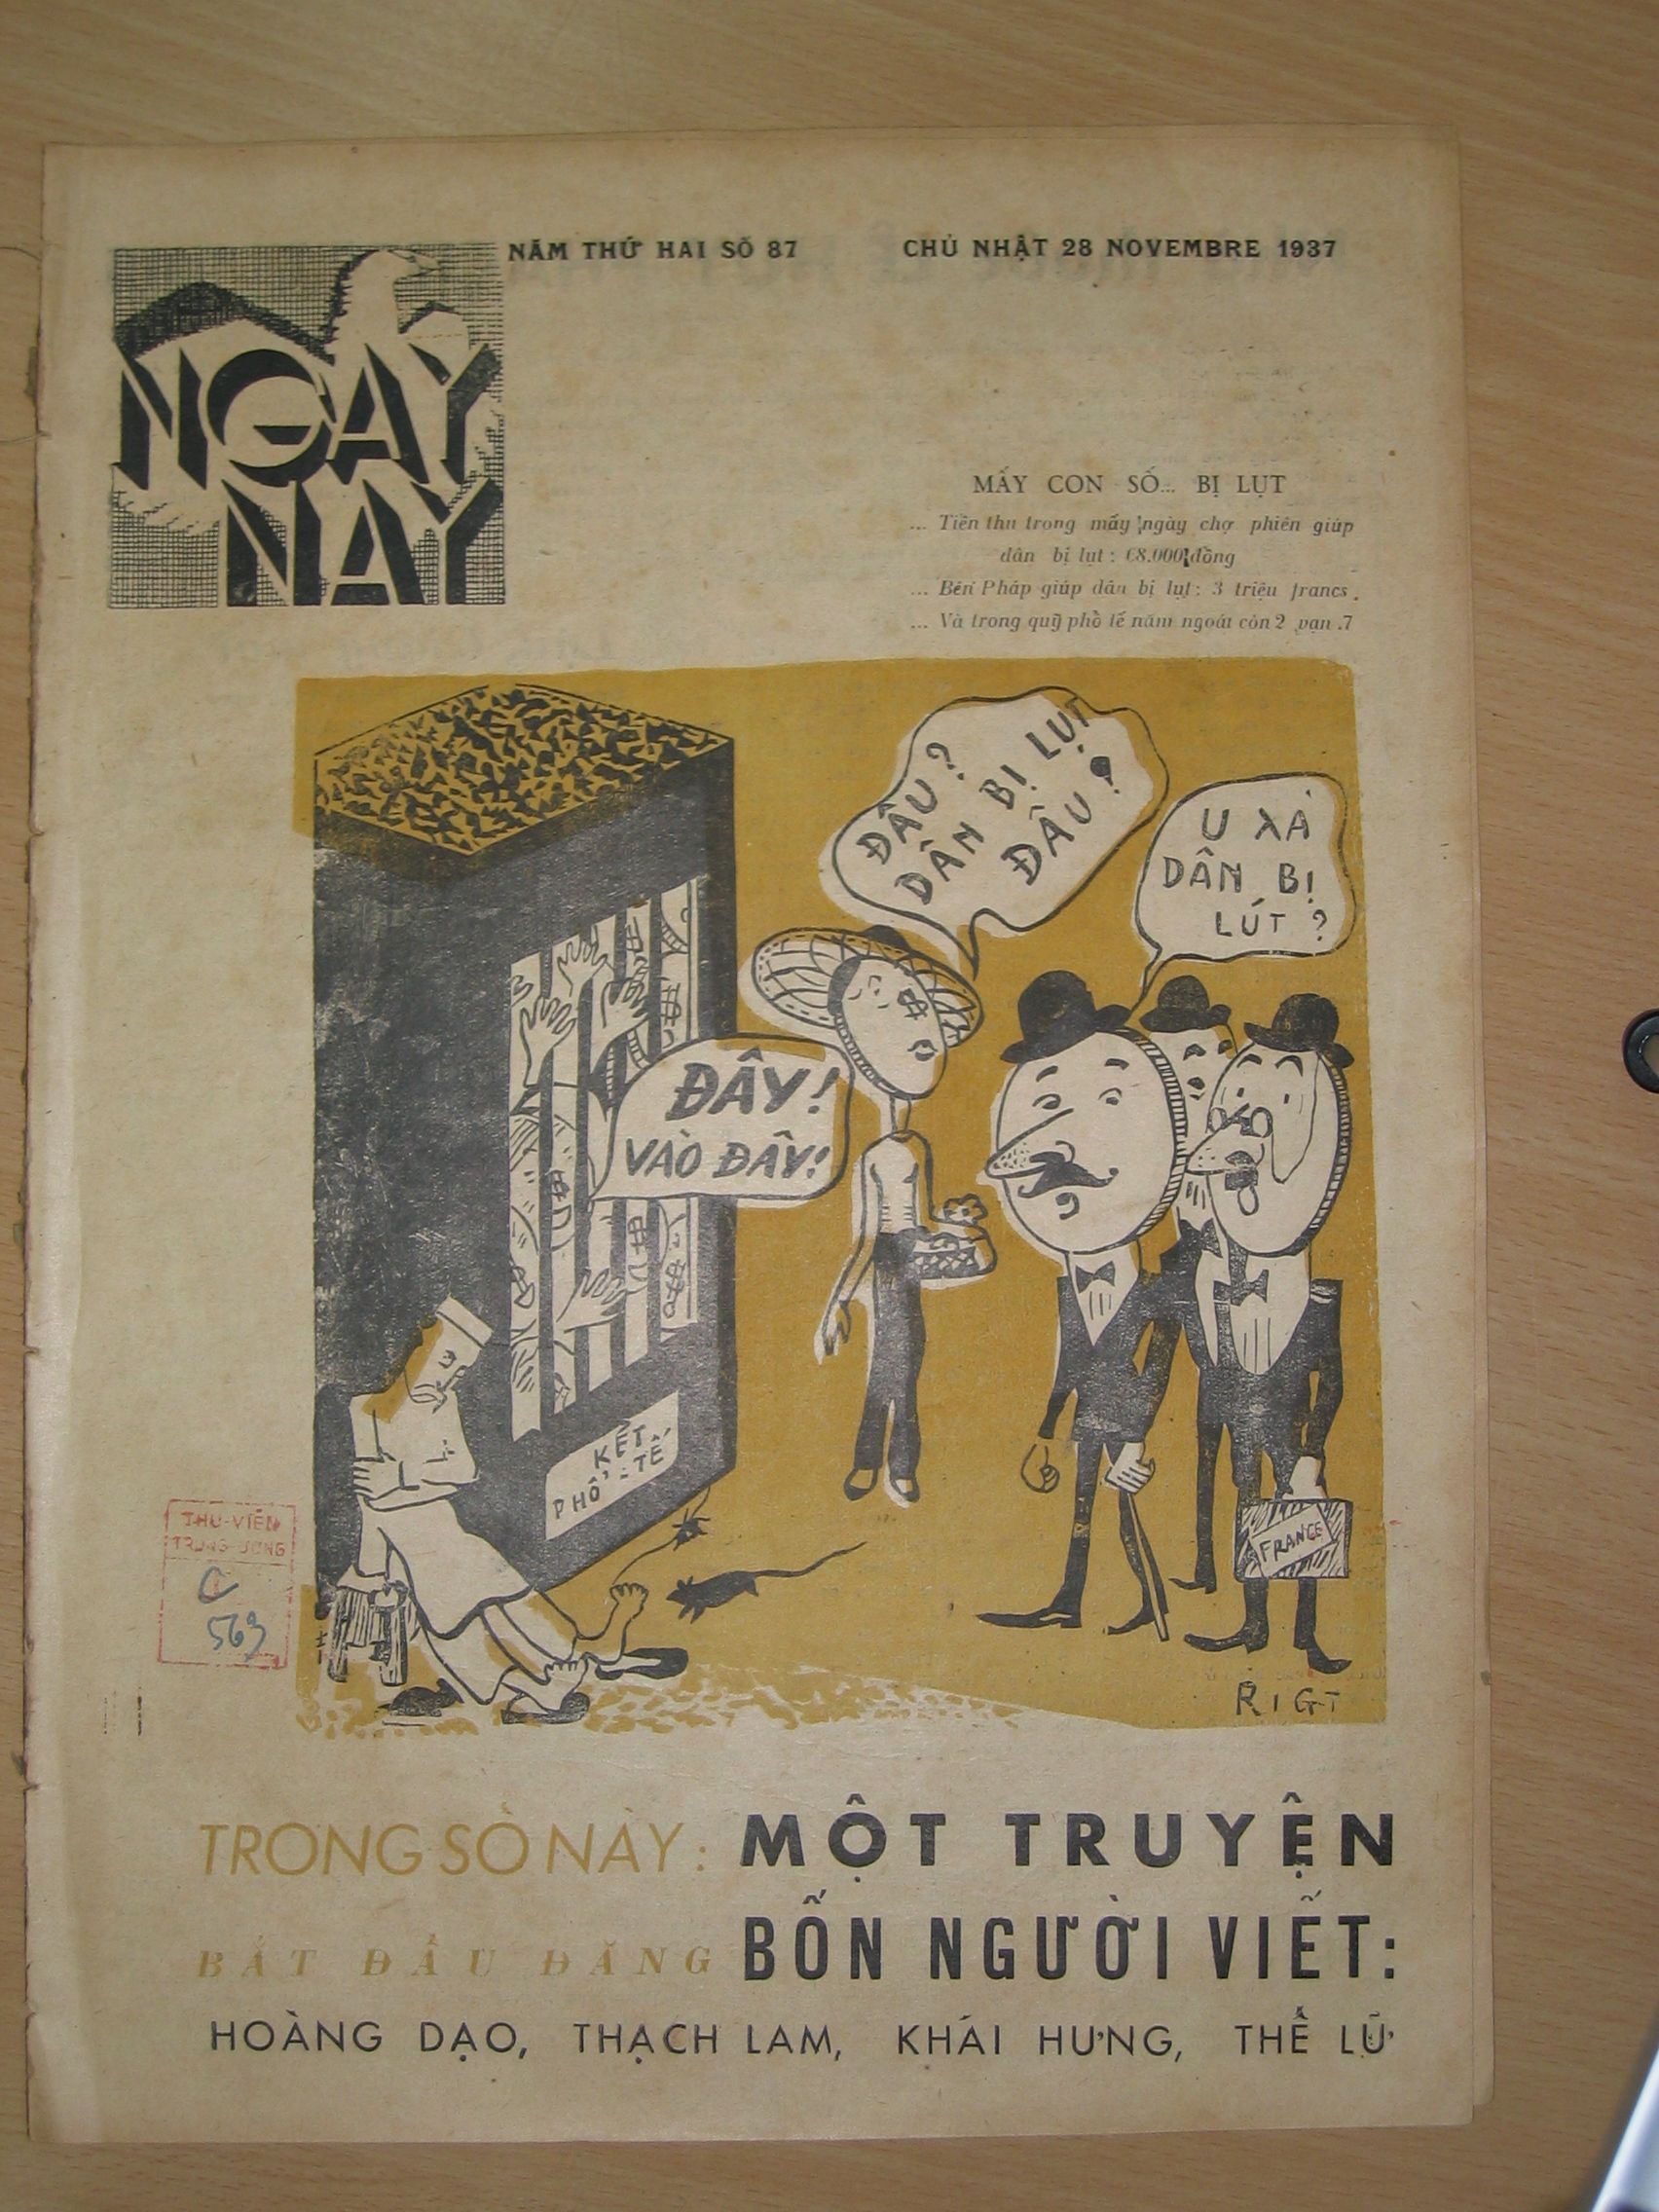 NĂM THỨ HAI SỐ 87
CHỦ NHẬT 28 NOVEMBRE 1937
NGAY
NAY
MẤY CON SỐ... BỊ LỤT
... Tiền thu trong mấy ngày chợ phiên giúp
dân bị lụt : 68.000 đồng
... Bên Pháp giúp dân bị lụt : 3 triệu francs .
... Và trong quỹ phổ tế năm ngoái còn 2 vạn .7
ĐÂU ?
DÂN BỊ LỤT
ĐÂU ?
U XẢ
DÂN BỊ
LÚT ?
ĐÂY !
VÀO ĐÂY !
KÉT
PHỔ-TẾ
FRANCE
RIGT
THƯ-VIỆN
TRUNG-ƯƠNG
C
563
TRONG SỐ NÀY : MỘT TRUYỆN
BẮT ĐẦU ĐĂNG BỐN NGƯỜI VIẾT :
HOÀNG ĐẠO, THẠCH LAM, KHÁI HƯNG, THẾ LỮ